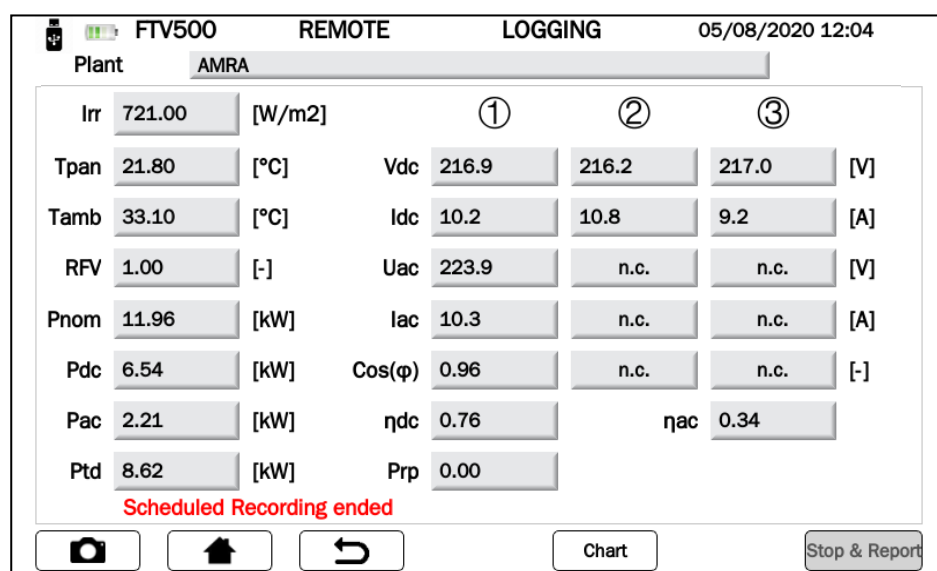 FTV500 REMOTE LOGGING 05/08/2020 12:04
Plant AMRA
Irr 721.00 [W/m2] ① ② ③
Tpan 21.80 [°C] Vdc 216.9 216.2 217.0 [V]
Tamb 33.10 [°C] Idc 10.2 10.8 9.2 [A]
RFV 1.00 [-] Uac 223.9 n.c. n.c. [V]
Pnom 11.96 [kW] Iac 10.3 n.c. n.c. [A]
Pdc 6.54 [kW] Cos(φ) 0.96 n.c. n.c. [-]
Pac 2.21 [kW] ηdc 0.76 ηac 0.34
Ptd 8.62 [kW] Prp 0.00
Scheduled Recording ended
Chart Stop & Report